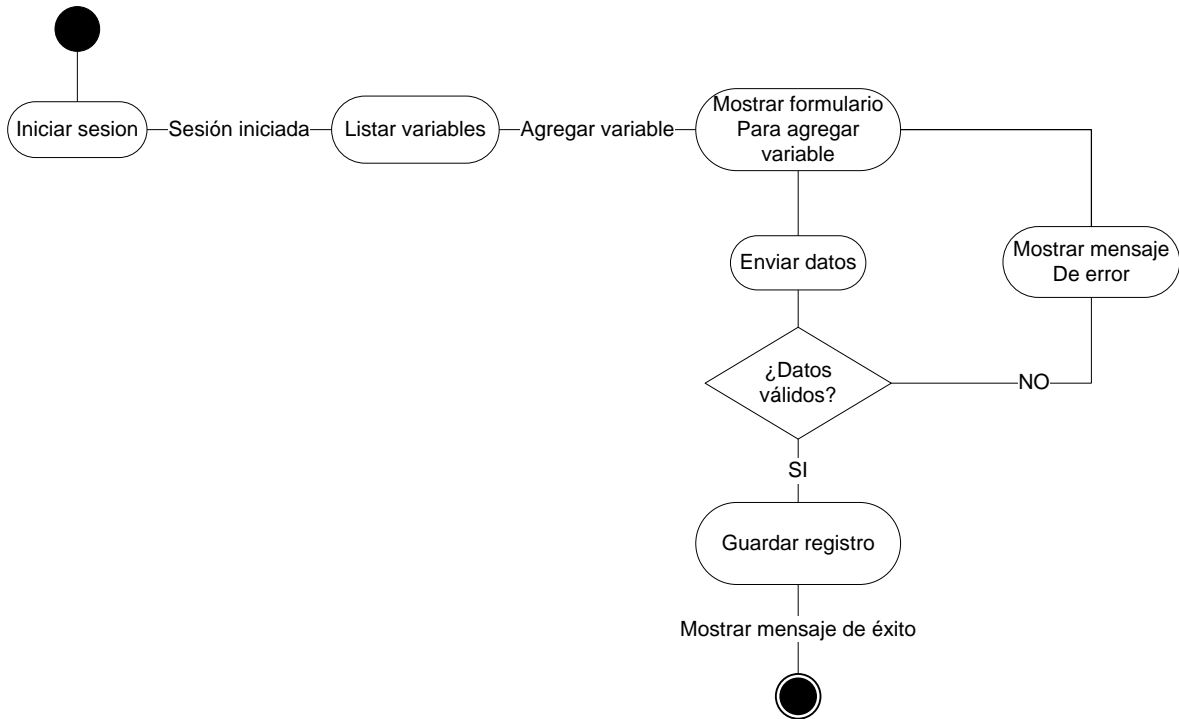 Iniciar sesion
Sesión iniciada
Listar variables
Agregar variable
Mostrar formulario
Para agregar
variable
Enviar datos
Mostrar mensaje
De error
¿Datos
válidos?
NO
SI
Guardar registro
Mostrar mensaje de éxito